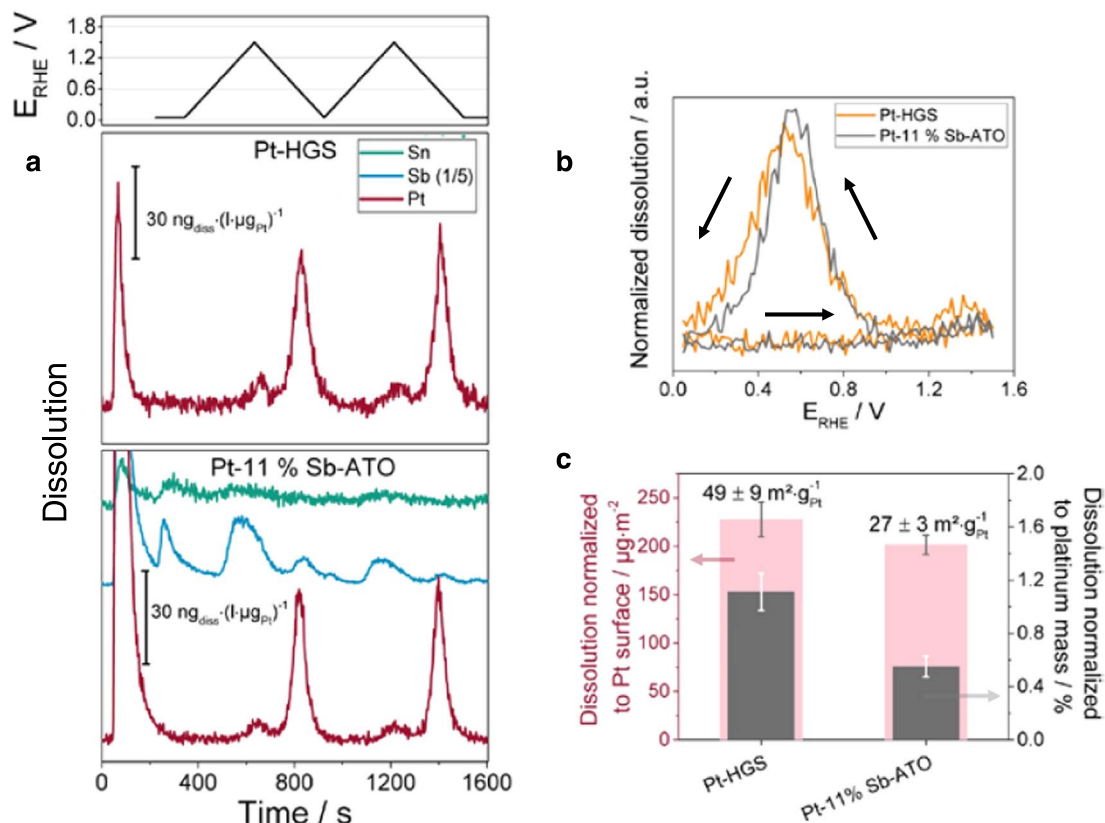 E_RHE / V
1.8
1.2
0.6
0.0
a
Pt-HGS
Sn
Sb (1/5)
Pt
30 ng_diss·(l·µg_Pt)⁻¹
Dissolution
Pt-11 % Sb-ATO
30 ng_diss·(l·µg_Pt)⁻¹
0 400 800 1200 1600
Time / s
b
Normalized dissolution / a.u.
Pt-HGS
Pt-11 % Sb-ATO
0.0 0.4 0.8 1.2 1.6
E_RHE / V
c
Dissolution normalized
to Pt surface / µg·m⁻²
250
200
150
100
50
0
49 ± 9 m²·g_Pt⁻¹
27 ± 3 m²·g_Pt⁻¹
2.0
1.6
1.2
0.8
0.4
0.0
Dissolution normalized
to platinum mass / %
Pt-HGS
Pt-11% Sb-ATO